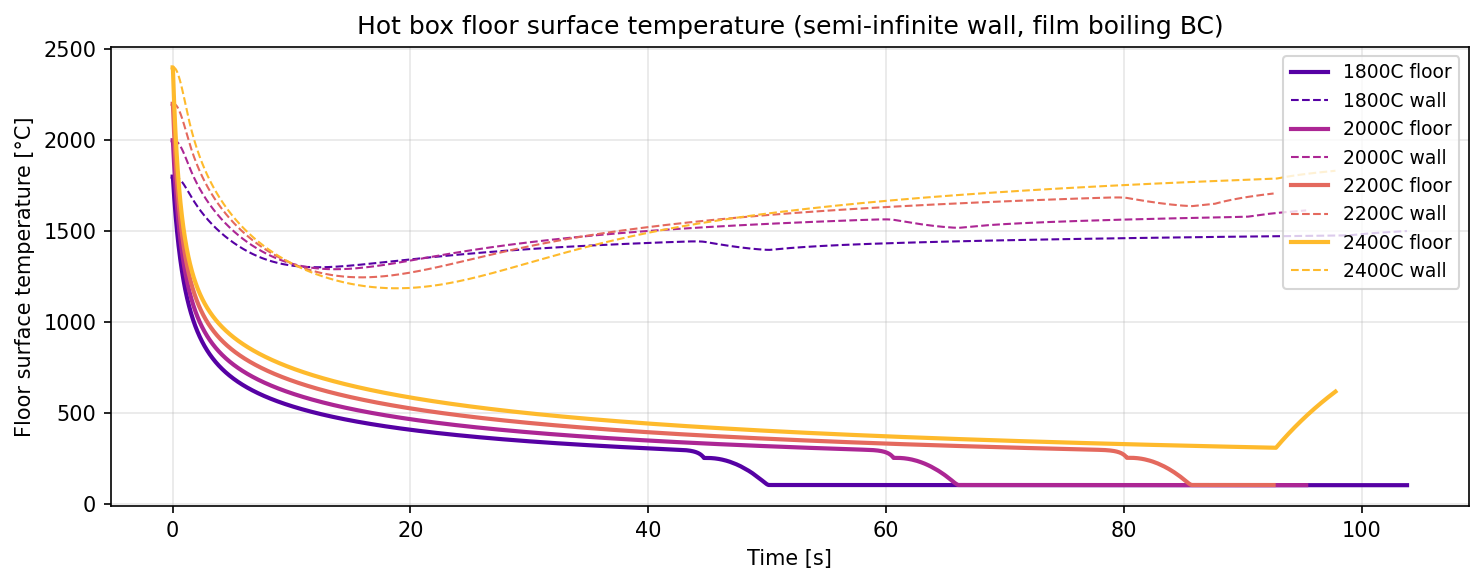 Hot box floor surface temperature (semi-infinite wall, film boiling BC)
Floor surface temperature [°C]
2500
2000
1500
1000
500
0
0
20
40
60
80
100
Time [s]
1800C floor
1800C wall
2000C floor
2000C wall
2200C floor
2200C wall
2400C floor
2400C wall